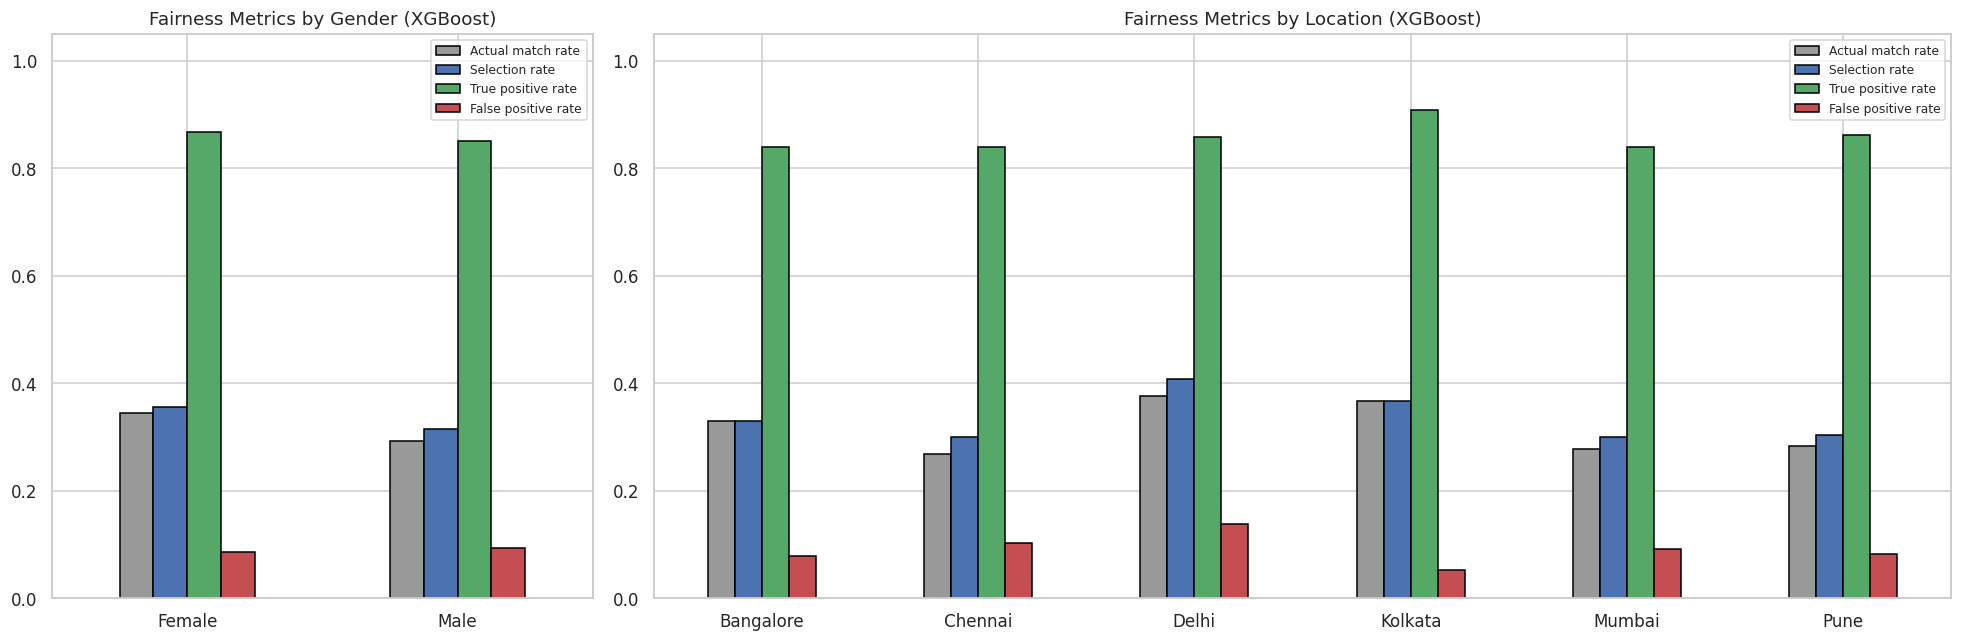 Fairness Metrics by Gender (XGBoost)
Actual match rate
Selection rate
True positive rate
False positive rate
1.0
0.8
0.6
0.4
0.2
0.0
Female
Male
Fairness Metrics by Location (XGBoost)
Actual match rate
Selection rate
True positive rate
False positive rate
1.0
0.8
0.6
0.4
0.2
0.0
Bangalore
Chennai
Delhi
Kolkata
Mumbai
Pune